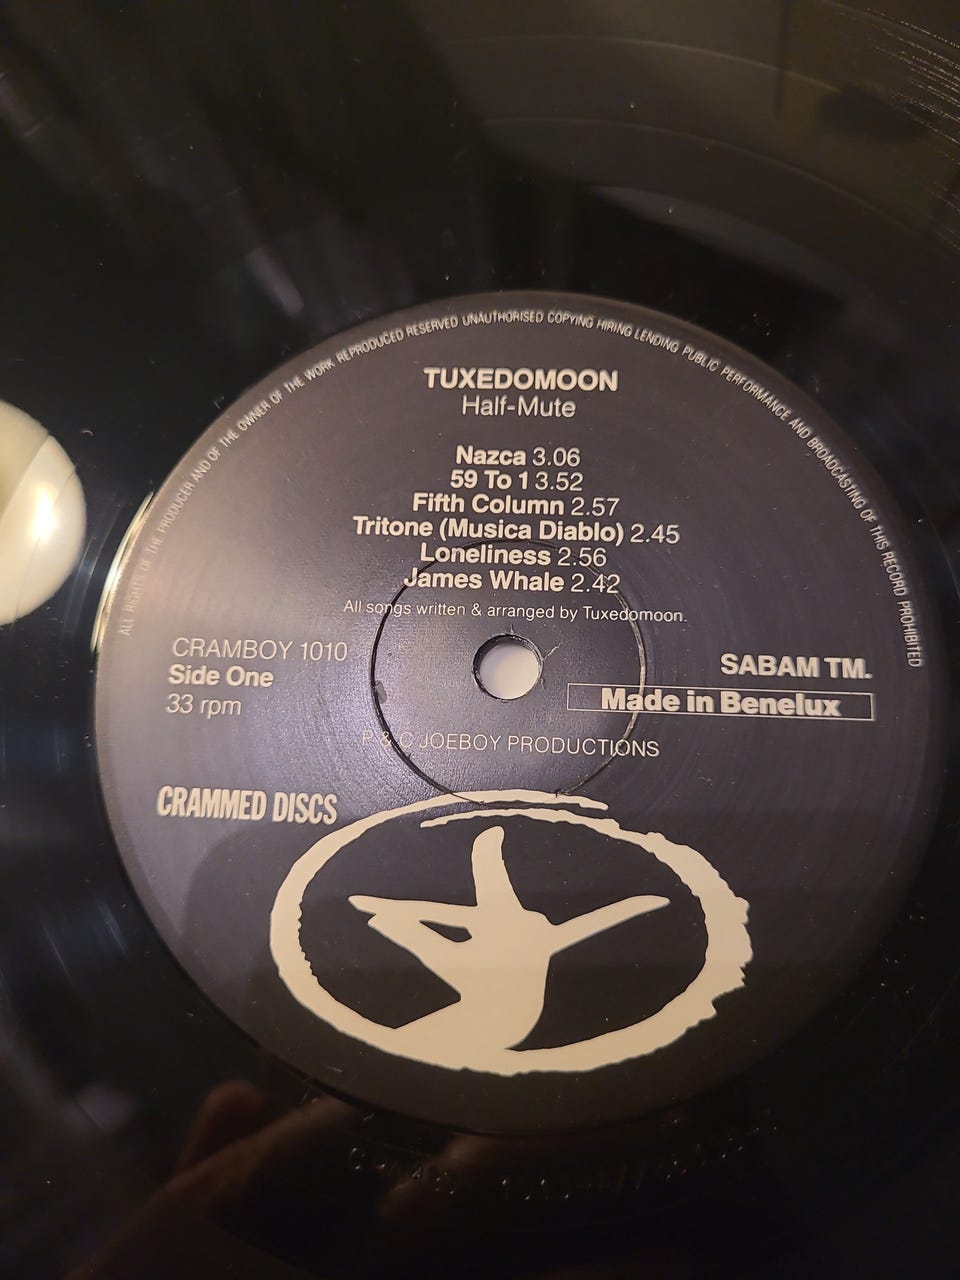 ALL RIGHTS OF THE PRODUCER AND OF THE OWNER OF THE WORK REPRODUCED RESERVED UNAUTHORISED COPYING HIRING LENDING PUBLIC PERFORMANCE AND BROADCASTING OF THIS RECORD PROHIBITED
TUXEDOMOON
Half-Mute
Nazca 3.06
59 To 1 3.52
Fifth Column 2.57
Tritone (Musica Diablo) 2.45
Loneliness 2.56
James Whale 2.42
All songs written & arranged by Tuxedomoon.
CRAMBOY 1010
Side One
33 rpm
SABAM TM.
Made in Benelux
P & C JOEBOY PRODUCTIONS
CRAMMED DISCS